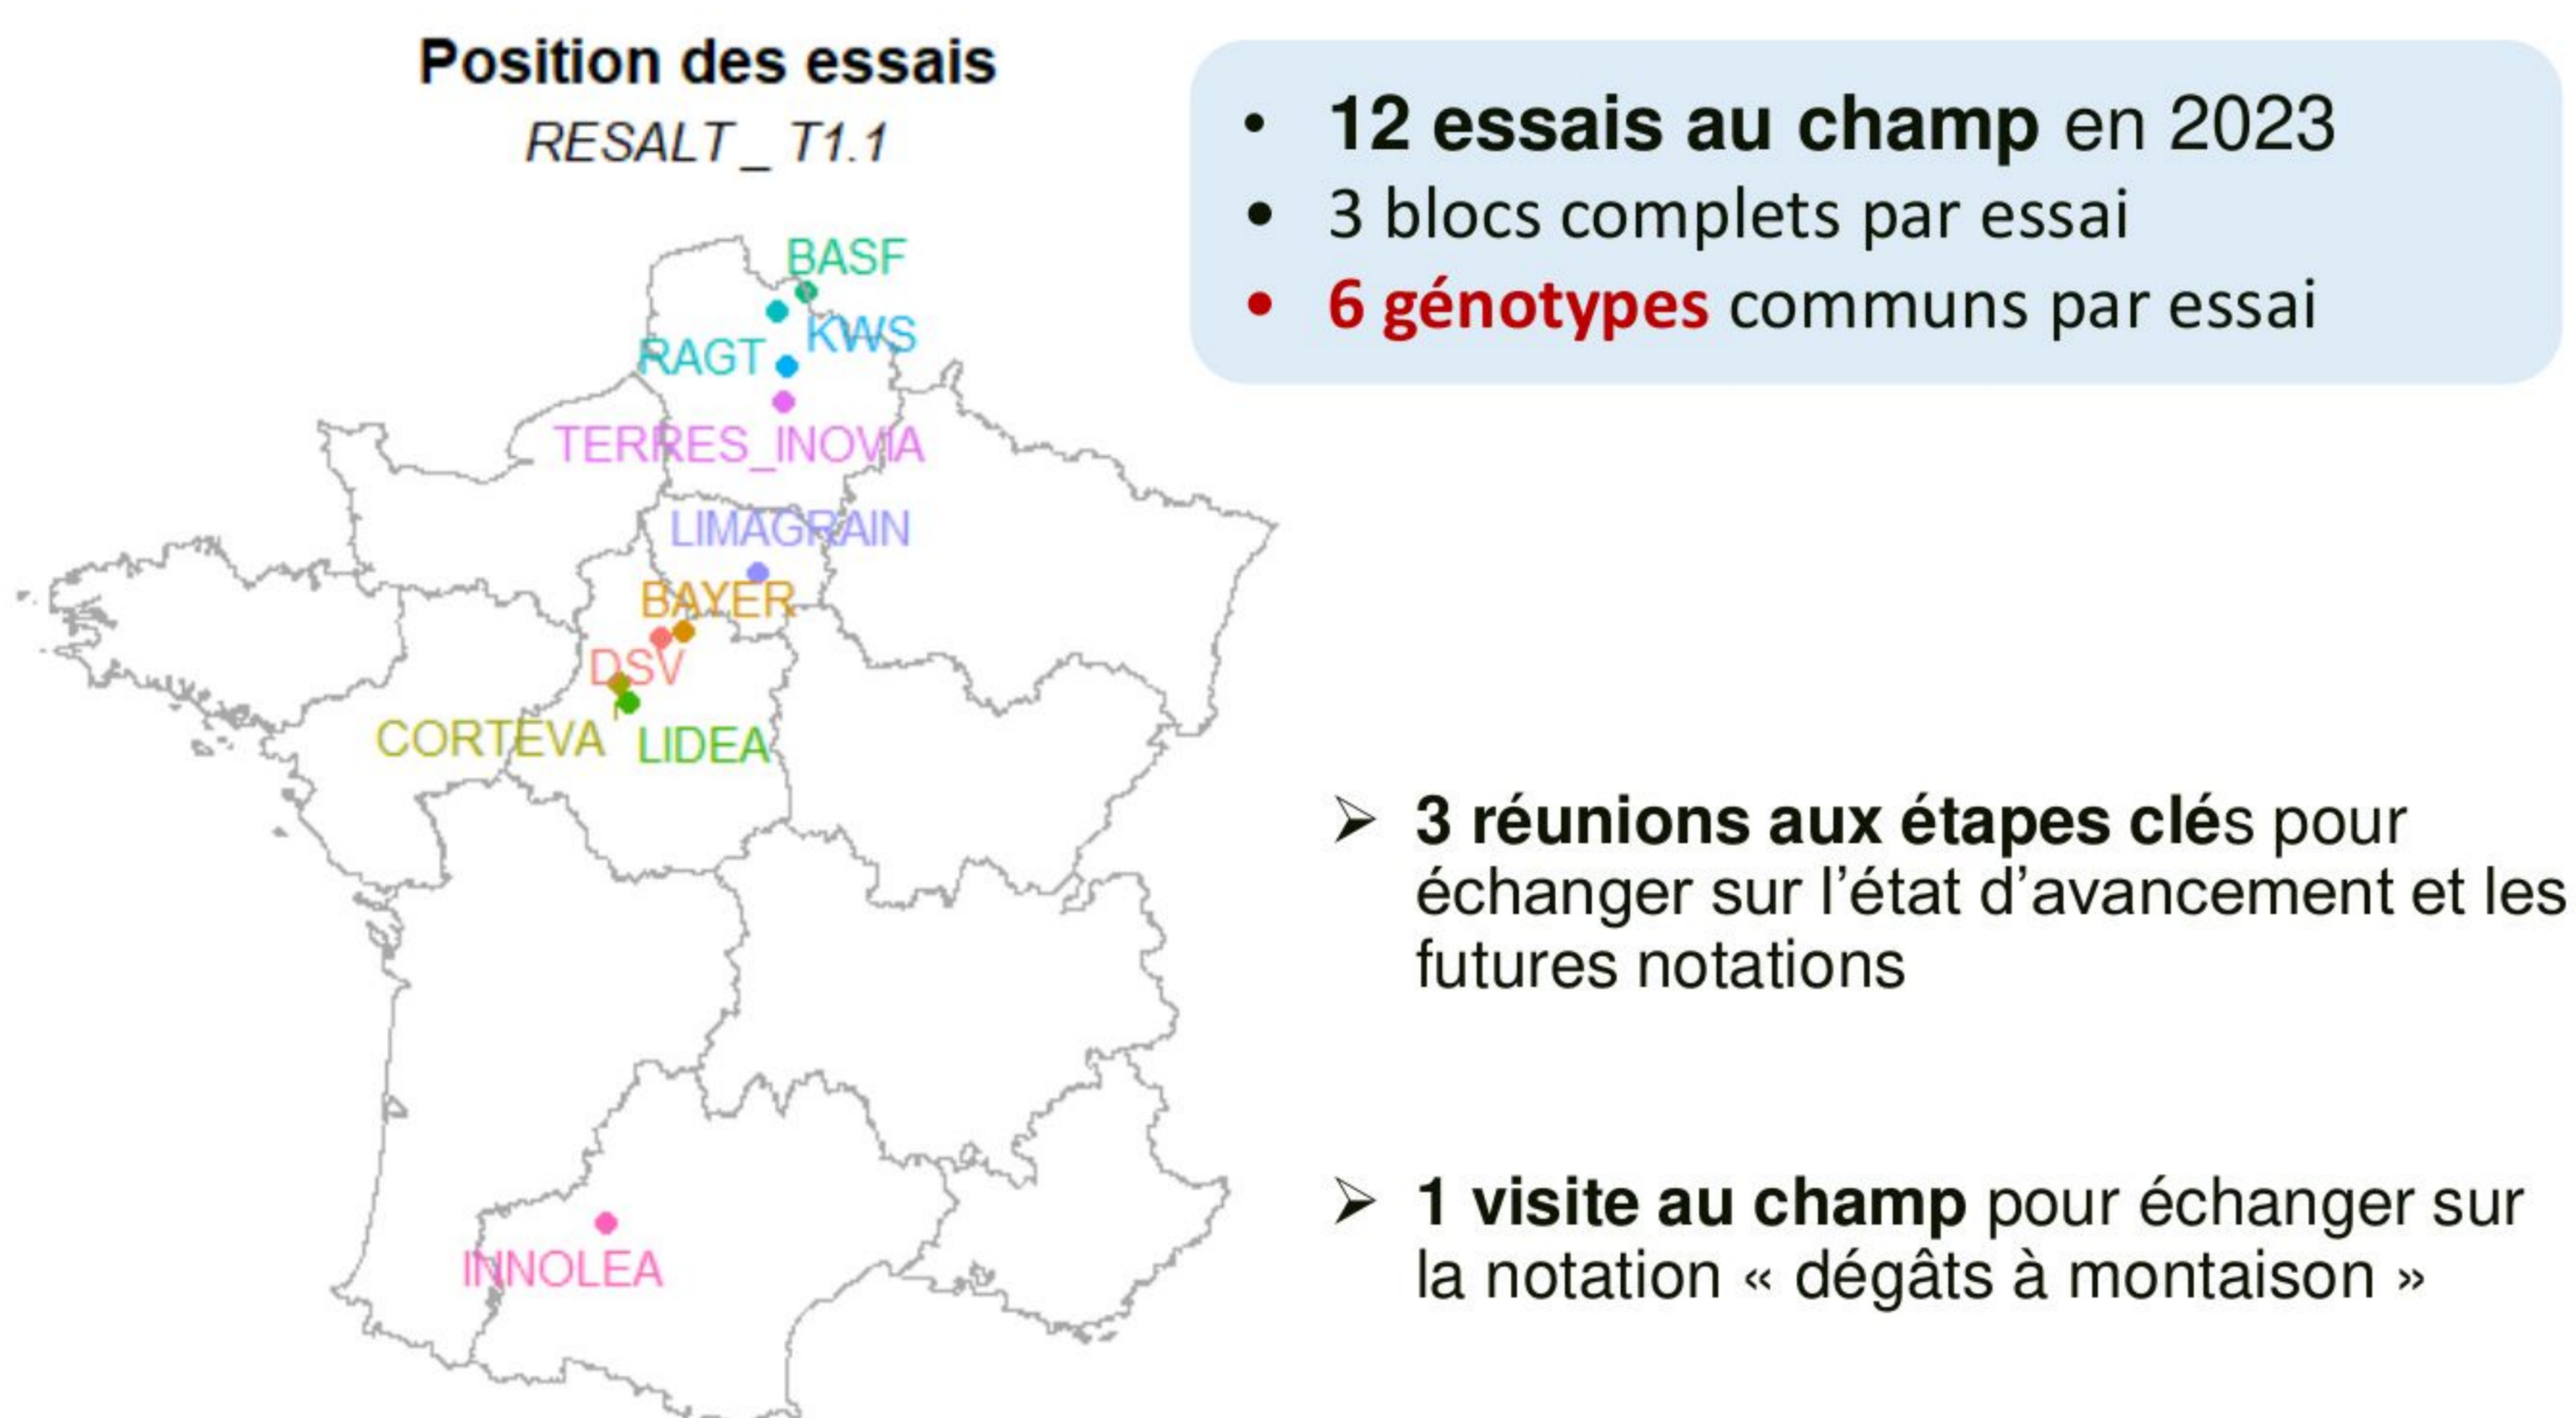 Position des essais
RESALT _ T1.1
BASF
KWS
RAGT
TERRES_INOVIA
LIMAGRAIN
BAYER
DSV
CORTEVA
LIDEA
INNOLEA
• 12 essais au champ en 2023
• 3 blocs complets par essai
• 6 génotypes communs par essai
➢ 3 réunions aux étapes clés pour
échanger sur l’état d’avancement et les
futures notations
➢ 1 visite au champ pour échanger sur
la notation « dégâts à montaison »